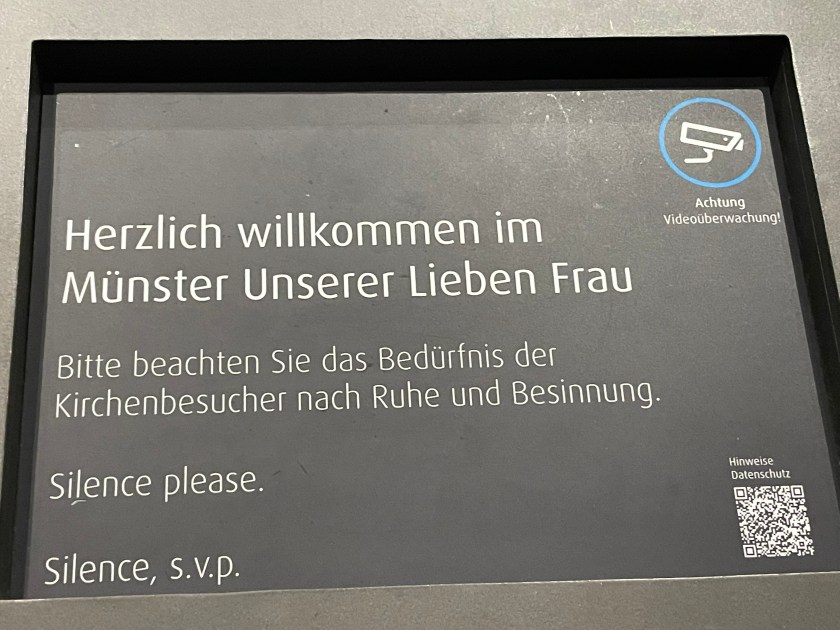 Achtung
Videoüberwachung!
Herzlich willkommen im
Münster Unserer Lieben Frau
Bitte beachten Sie das Bedürfnis der
Kirchenbesucher nach Ruhe und Besinnung.
Silence please.
Silence, s.v.p.
Hinweise
Datenschutz